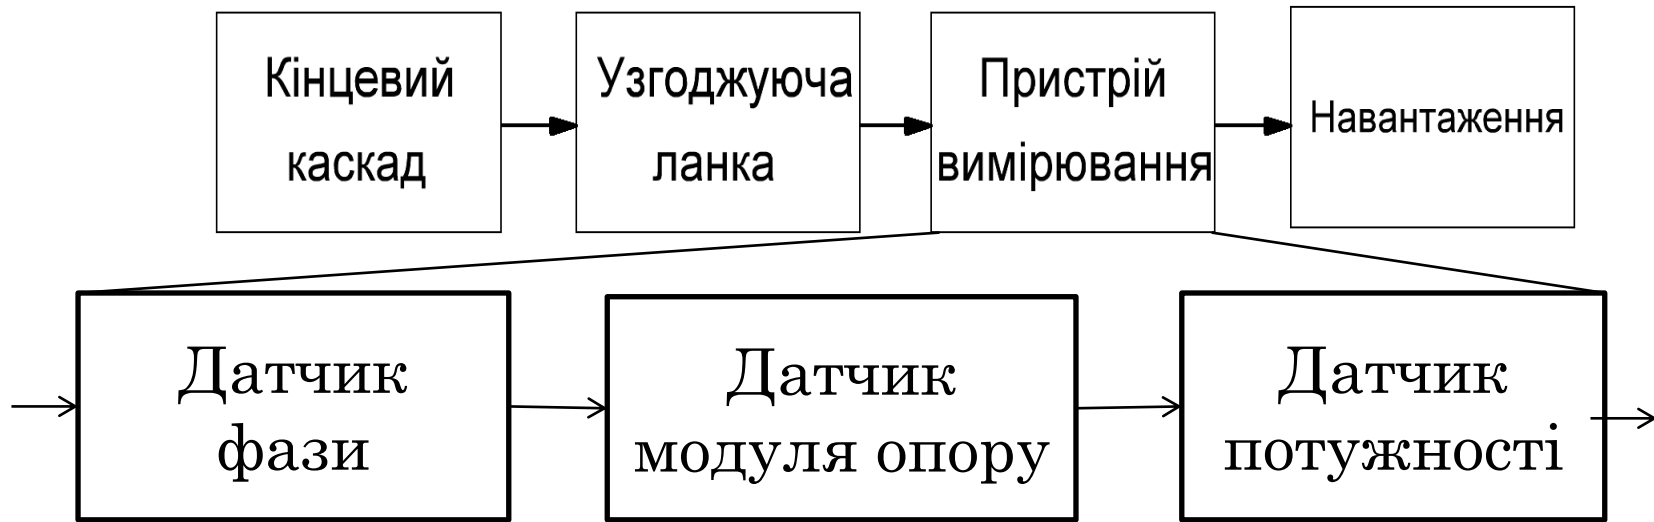 Кінцевий
каскад
Узгоджуюча
ланка
Пристрій
вимірювання
Навантаження
Датчик
фази
Датчик
модуля опору
Датчик
потужності